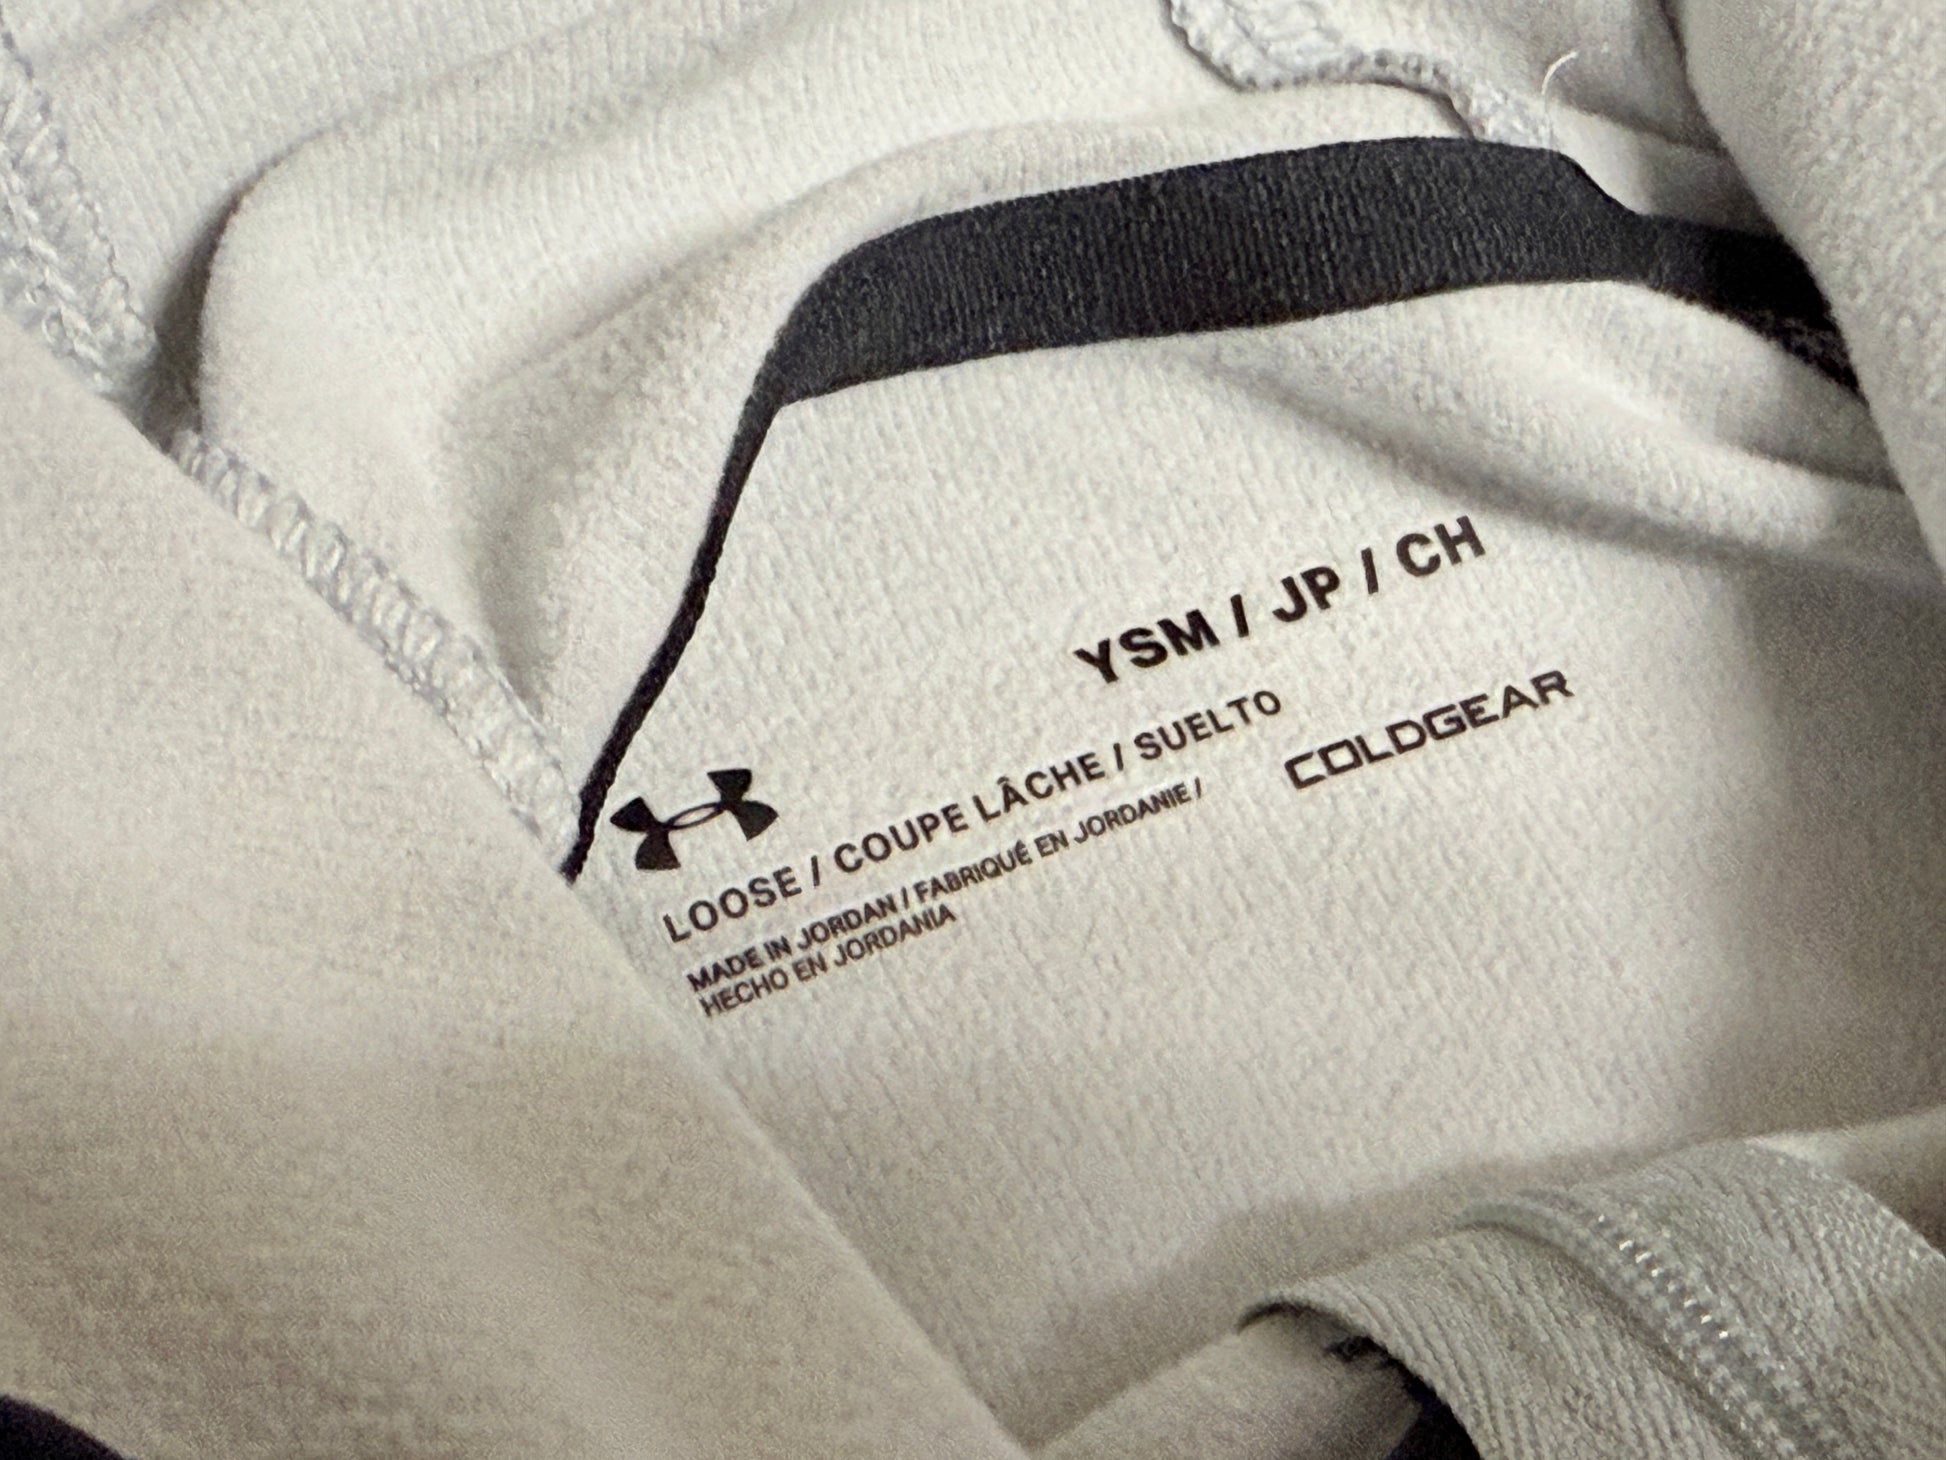 YSM / JP / CH
LOOSE / COUPE LÂCHE / SUELTO
COLDGEAR
MADE IN JORDAN / FABRIQUÉ EN JORDANIE /
HECHO EN JORDANIA